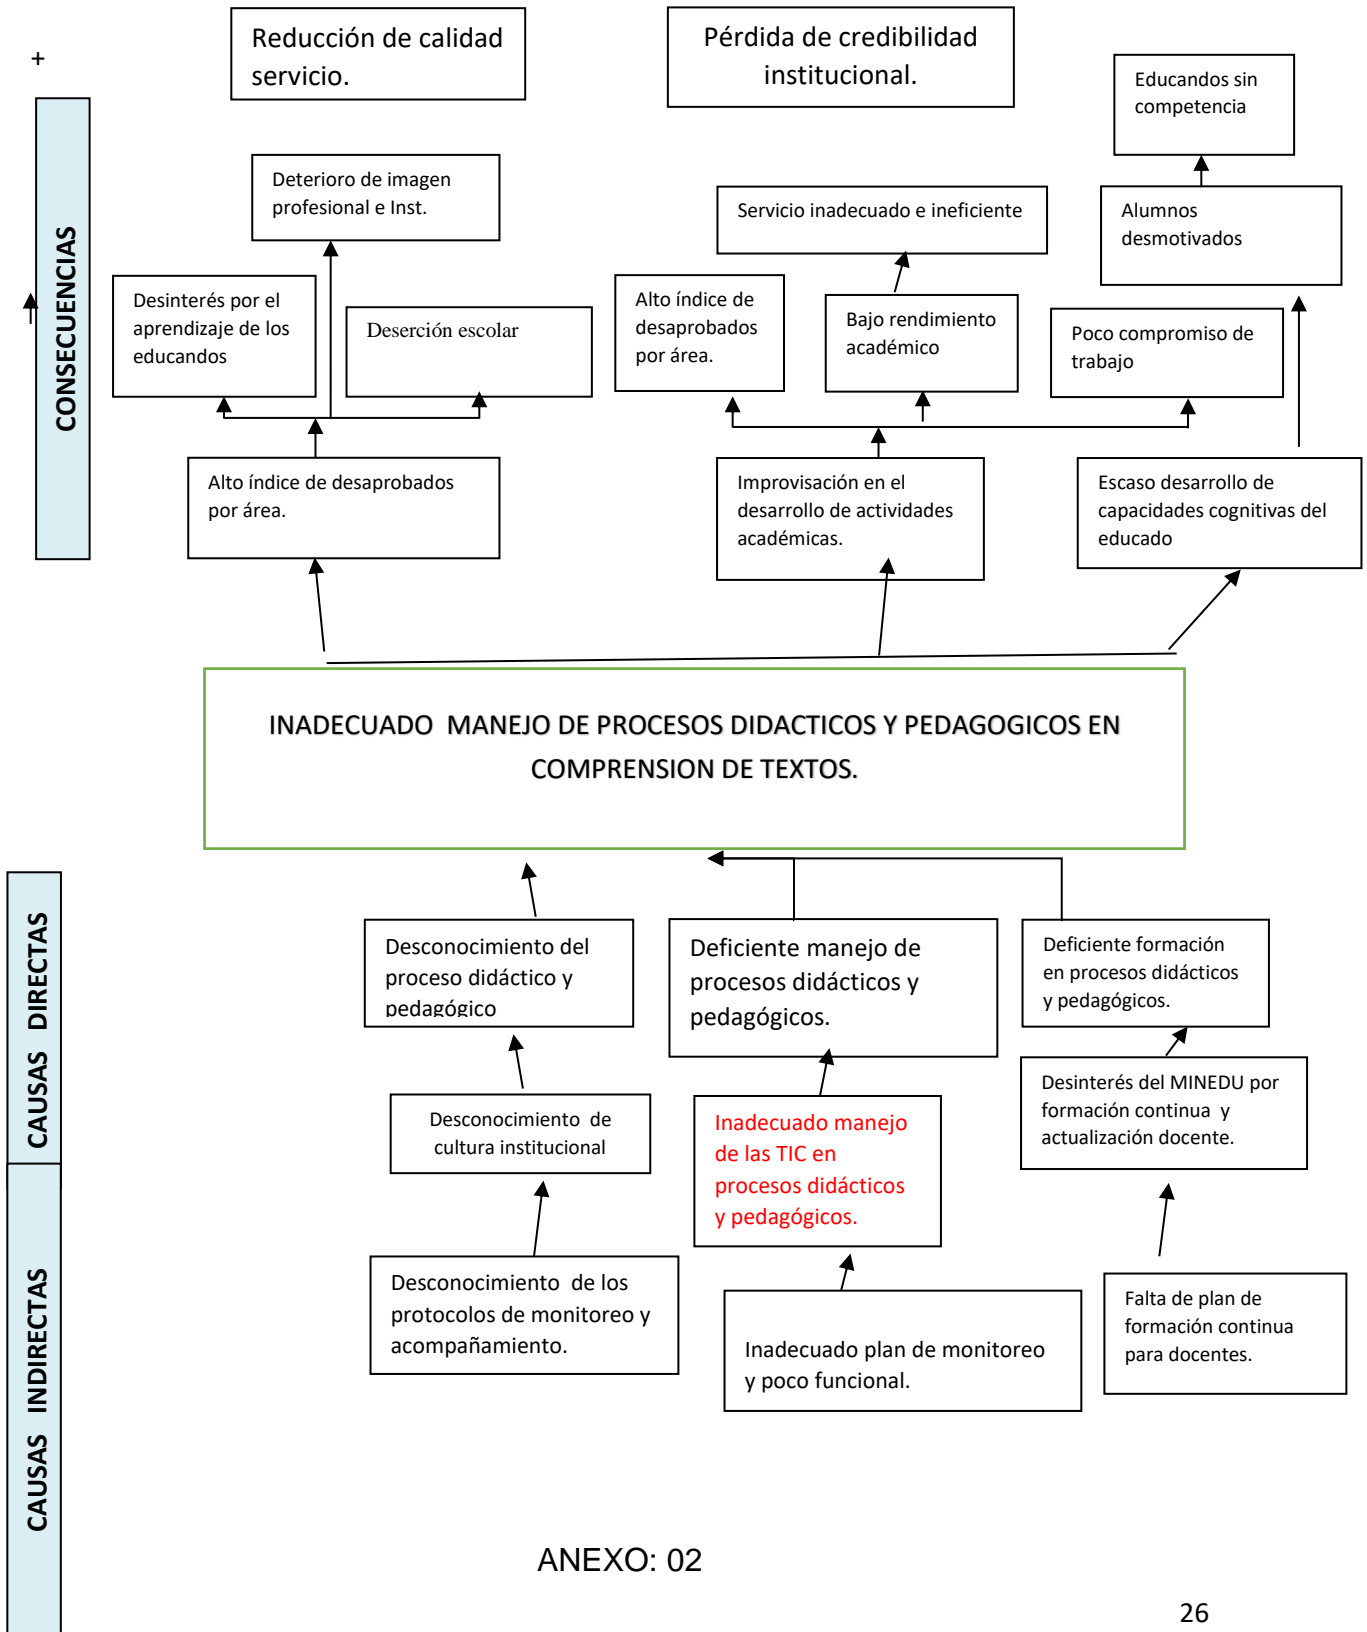 +
Reducción de calidad
servicio.
Pérdida de credibilidad
institucional.
Educandos sin
competencia
CONSECUENCIAS
Deterioro de imagen
profesional e Inst.
Servicio inadecuado e ineficiente
Alumnos
desmotivados
Desinterés por el
aprendizaje de los
educandos
Deserción escolar
Alto índice de
desaprobados
por área.
Bajo rendimiento
académico
Poco compromiso de
trabajo
Alto índice de desaprobados
por área.
Improvisación en el
desarrollo de actividades
académicas.
Escaso desarrollo de
capacidades cognitivas del
educado
INADECUADO MANEJO DE PROCESOS DIDACTICOS Y PEDAGOGICOS EN
COMPRENSION DE TEXTOS.
CAUSAS DIRECTAS
Desconocimiento del
proceso didáctico y
pedagógico
Deficiente manejo de
procesos didácticos y
pedagógicos.
Deficiente formación
en procesos didácticos
y pedagógicos.
Desconocimiento de
cultura institucional
Inadecuado manejo
de las TIC en
procesos didácticos
y pedagógicos.
Desinterés del MINEDU por
formación continua y
actualización docente.
CAUSAS INDIRECTAS
Desconocimiento de los
protocolos de monitoreo y
acompañamiento.
Inadecuado plan de monitoreo
y poco funcional.
Falta de plan de
formación continua
para docentes.
ANEXO: 02
26